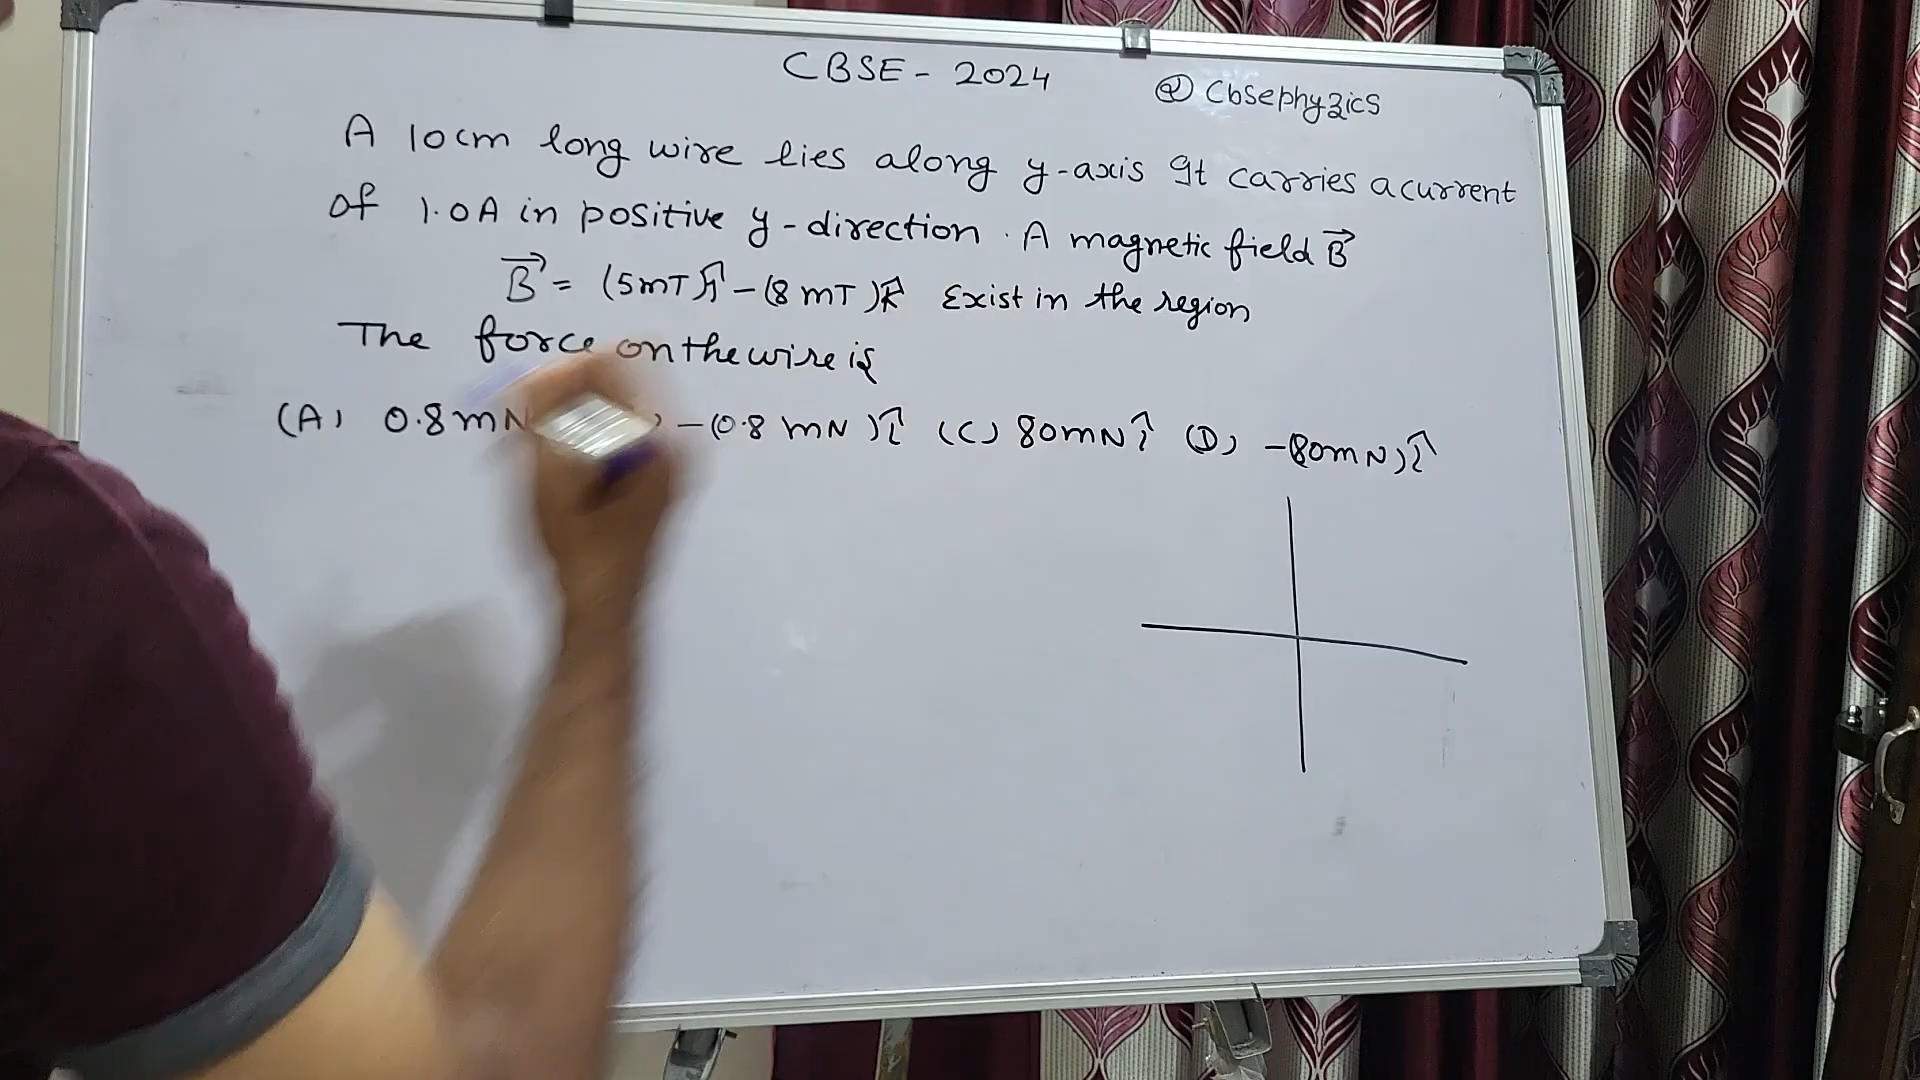 CBSE - 2024
@ Cbsephyzics
A 10cm long wire lies along y-axis It carries a current
of 1.0A in positive y-direction. A magnetic field B⃗
B⃗ = (5mT)ĵ - (8 mT)k̂ Exist in the region
The force on the wire is
(A) 0.8mN ) -(0.8 mN)î (C) 80mNî (D) -(80mN)î